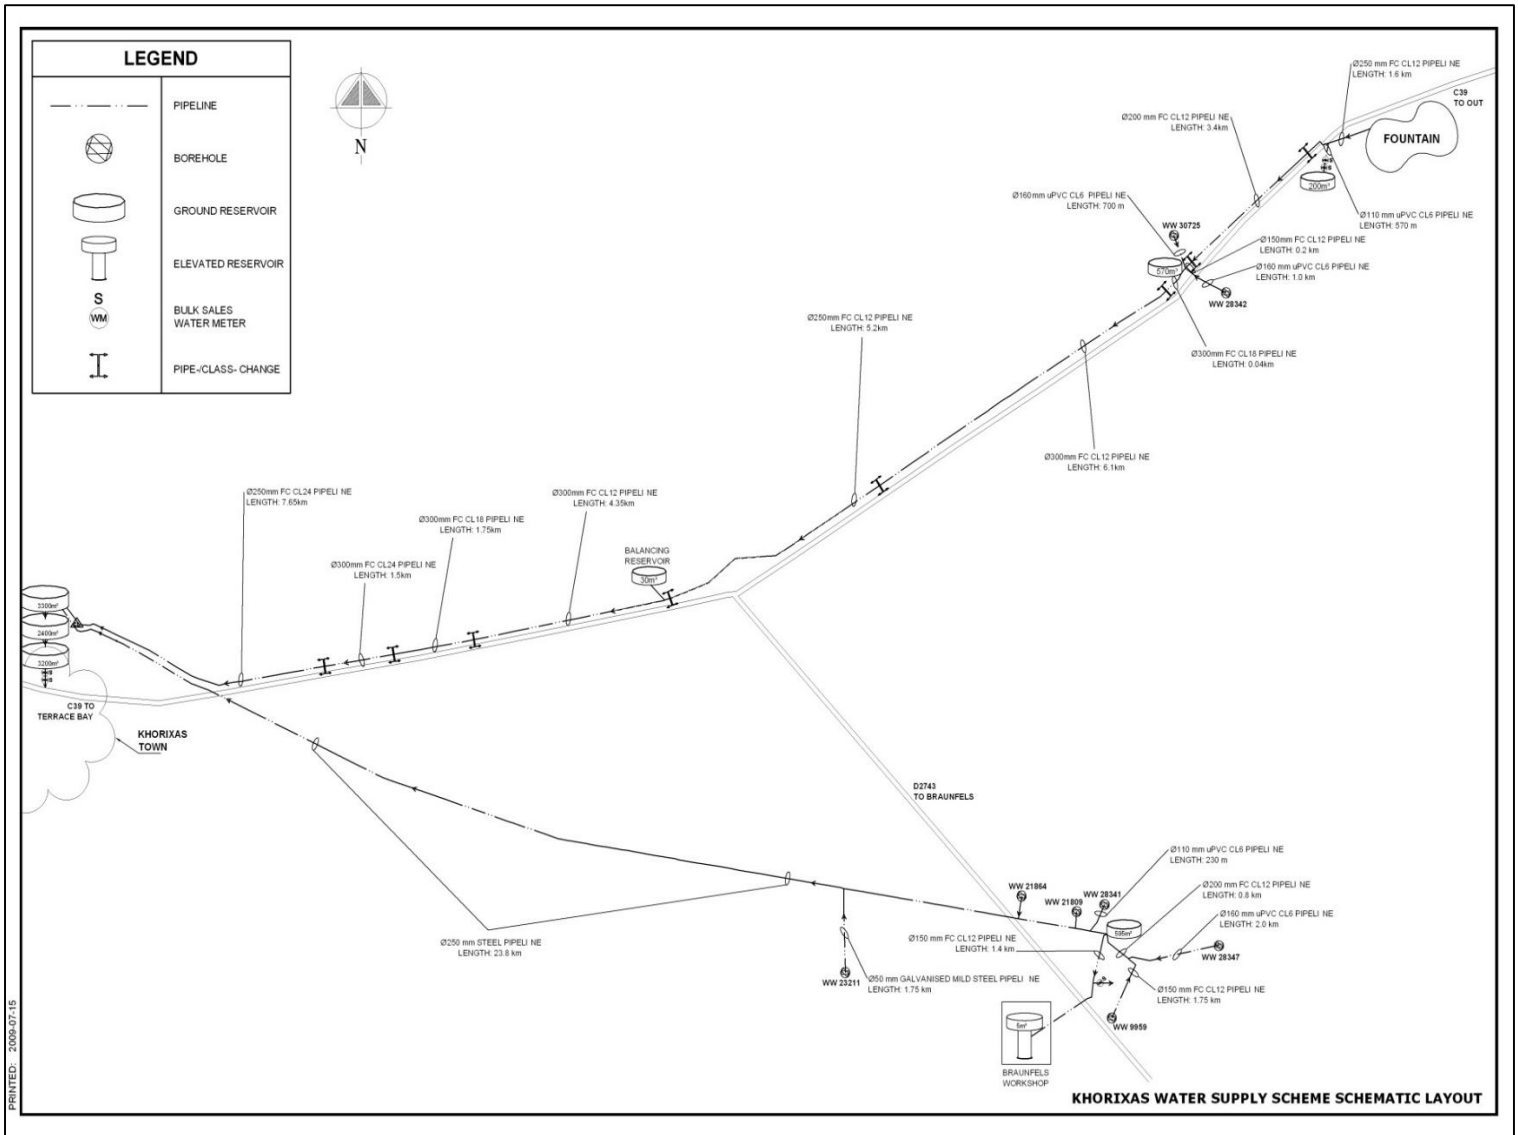 LEGEND
PIPELINE
BOREHOLE
GROUND RESERVOIR
ELEVATED RESERVOIR
S
WM
BULK SALES
WATER METER
PIPE-/CLASS- CHANGE
N
Ø250 mm FC CL12 PIPELI NE
LENGTH: 1.6 km
C39
TO OUT
FOUNTAIN
Ø200 mm FC CL12 PIPELI NE
LENGTH: 3.4km
200m³
Ø110 mm uPVC CL6 PIPELI NE
LENGTH: 570 m
Ø160mm uPVC CL6 PIPELI NE
LENGTH: 700 m
WW 30725
Ø150mm FC CL12 PIPELI NE
LENGTH: 0.2 km
570m³
Ø160 mm uPVC CL6 PIPELI NE
LENGTH: 1.0 km
WW 28342
Ø250mm FC CL12 PIPELI NE
LENGTH: 5.2km
Ø300mm FC CL18 PIPELI NE
LENGTH: 0.04km
Ø300mm FC CL12 PIPELI NE
LENGTH: 6.1km
Ø250mm FC CL24 PIPELI NE
LENGTH: 7.65km
Ø300mm FC CL12 PIPELI NE
LENGTH: 4.35km
Ø300mm FC CL18 PIPELI NE
LENGTH: 1.75km
Ø300mm FC CL24 PIPELI NE
LENGTH: 1.5km
BALANCING
RESERVOIR
30m³
3300m³
2400m³
3200m³
C39 TO
TERRACE BAY
KHORIXAS
TOWN
D2743
TO BRAUNFELS
Ø110 mm uPVC CL6 PIPELI NE
LENGTH: 230 m
WW 21864
WW 28341
WW 21809
Ø200 mm FC CL12 PIPELI NE
LENGTH: 0.8 km
Ø160 mm uPVC CL6 PIPELI NE
LENGTH: 2.0 km
595m³
Ø250 mm STEEL PIPELI NE
LENGTH: 23.8 km
Ø150 mm FC CL12 PIPELI NE
LENGTH: 1.4 km
WW 28347
WW 23211
Ø50 mm GALVANISED MILD STEEL PIPELI NE
LENGTH: 1.75 km
Ø150 mm FC CL12 PIPELI NE
LENGTH: 1.75 km
WW 9959
5m³
BRAUNFELS
WORKSHOP
KHORIXAS WATER SUPPLY SCHEME SCHEMATIC LAYOUT
PRINTED: 2009-07-15